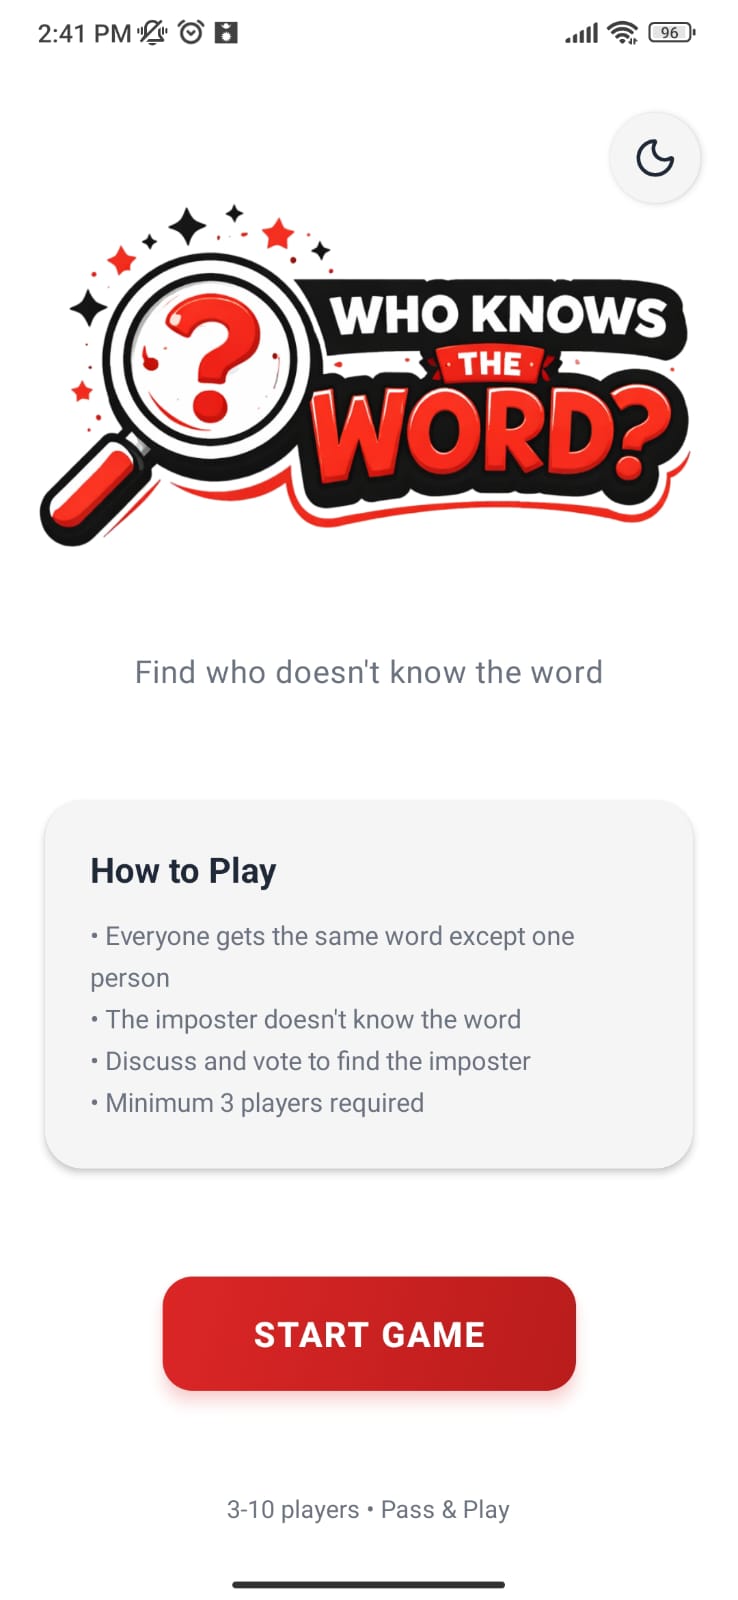 2:41 PM
96
?
WHO KNOWS
THE
WORD?
Find who doesn't know the word
How to Play
• Everyone gets the same word except one
person
• The imposter doesn't know the word
• Discuss and vote to find the imposter
• Minimum 3 players required
START GAME
3-10 players • Pass & Play